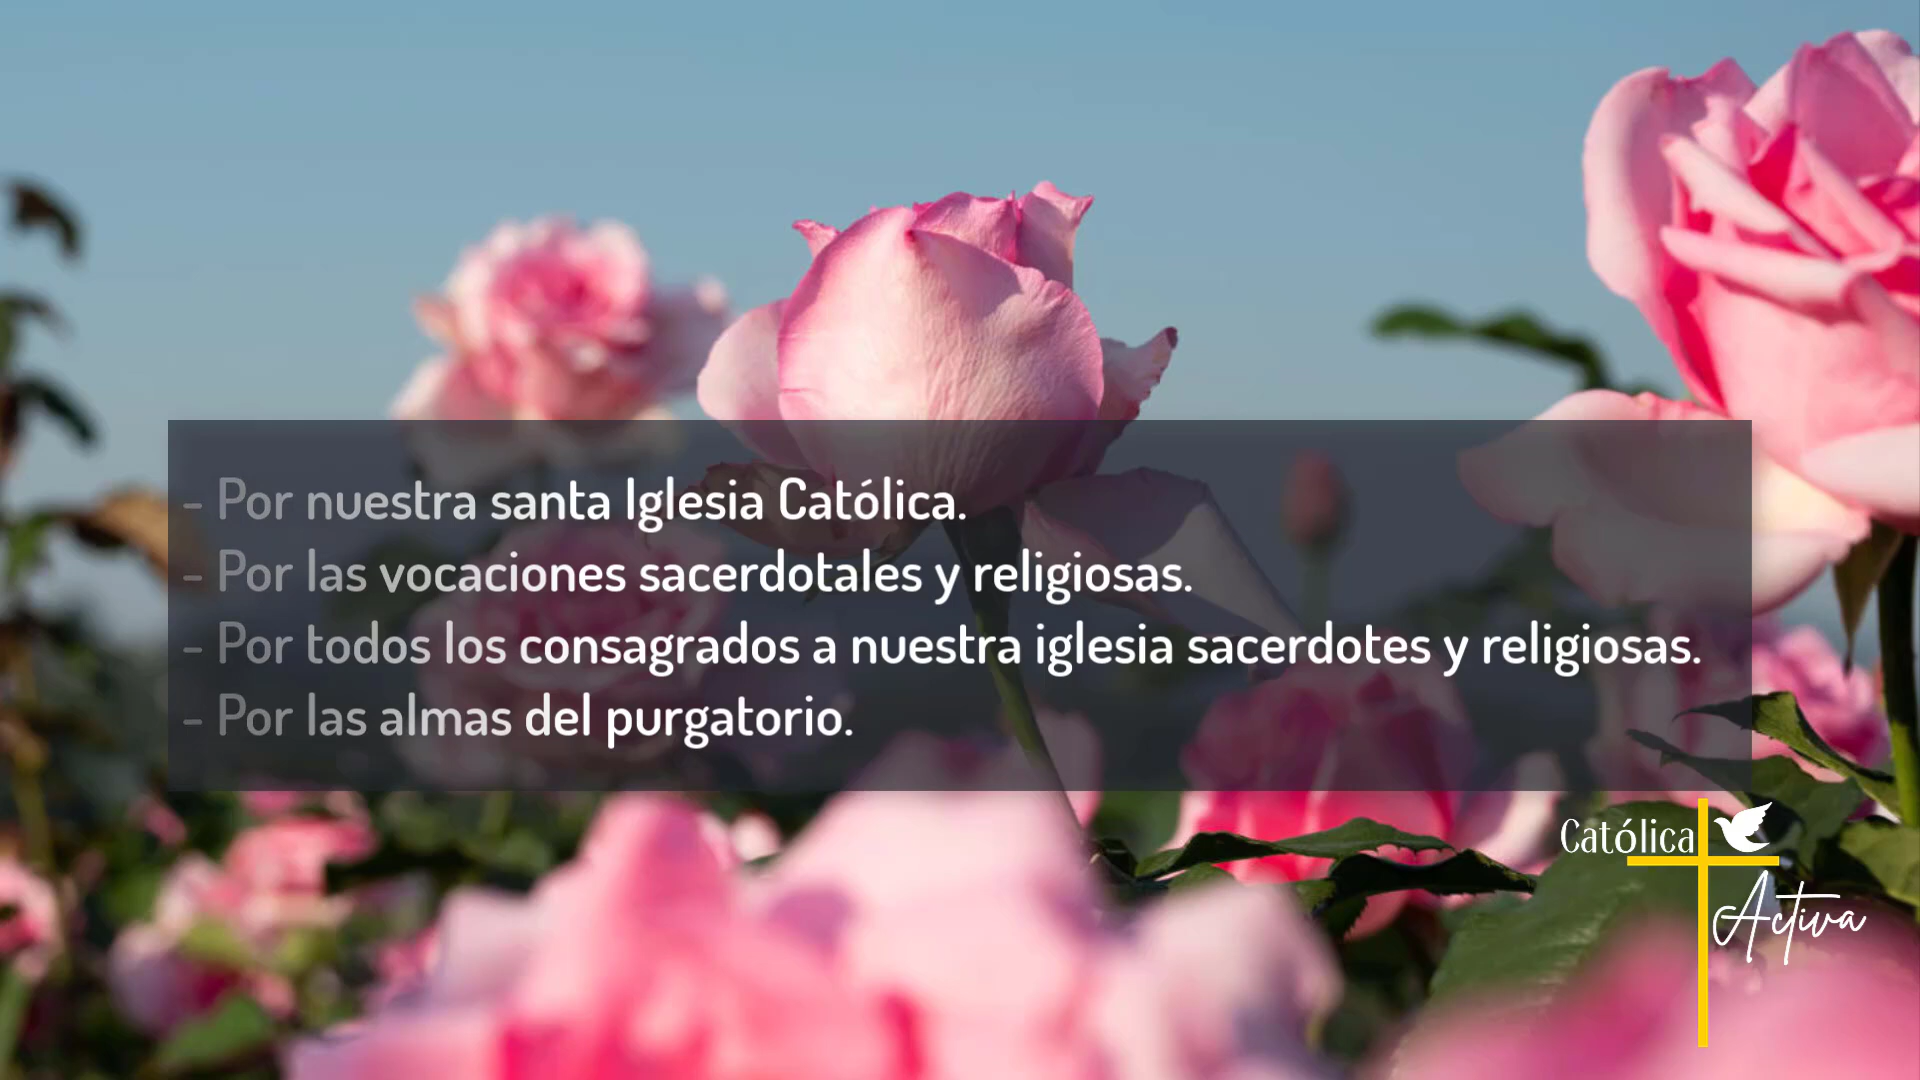 - Por nuestra santa Iglesia Católica.
- Por las vocaciones sacerdotales y religiosas.
- Por todos los consagrados a nuestra iglesia sacerdotes y religiosas.
- Por las almas del purgatorio.
Católica
Activa